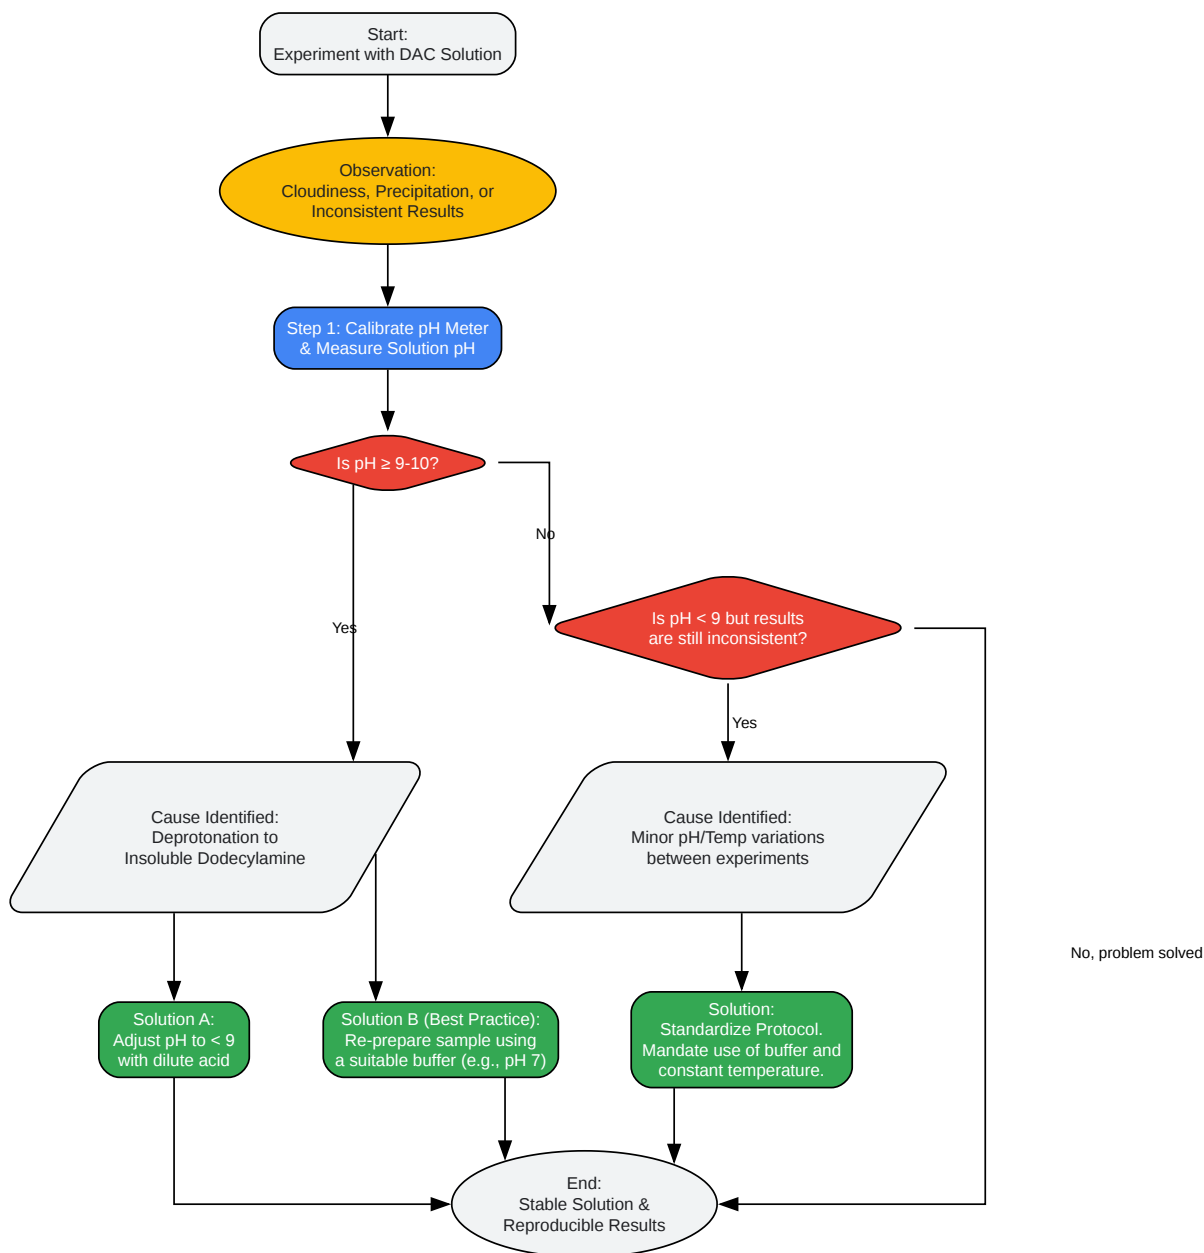 Start:
Experiment with DAC Solution
Observation:
Cloudiness, Precipitation, or
Inconsistent Results
Step 1: Calibrate pH Meter
& Measure Solution pH
Is pH ≥ 9-10?
No
Is pH < 9 but results
are still inconsistent?
Yes
Yes
Cause Identified:
Deprotonation to
Insoluble Dodecylamine
Cause Identified:
Minor pH/Temp variations
between experiments
No, problem solved
Solution A:
Adjust pH to < 9
with dilute acid
Solution B (Best Practice):
Re-prepare sample using
a suitable buffer (e.g., pH 7)
Solution:
Standardize Protocol.
Mandate use of buffer and
constant temperature.
End:
Stable Solution &
Reproducible Results